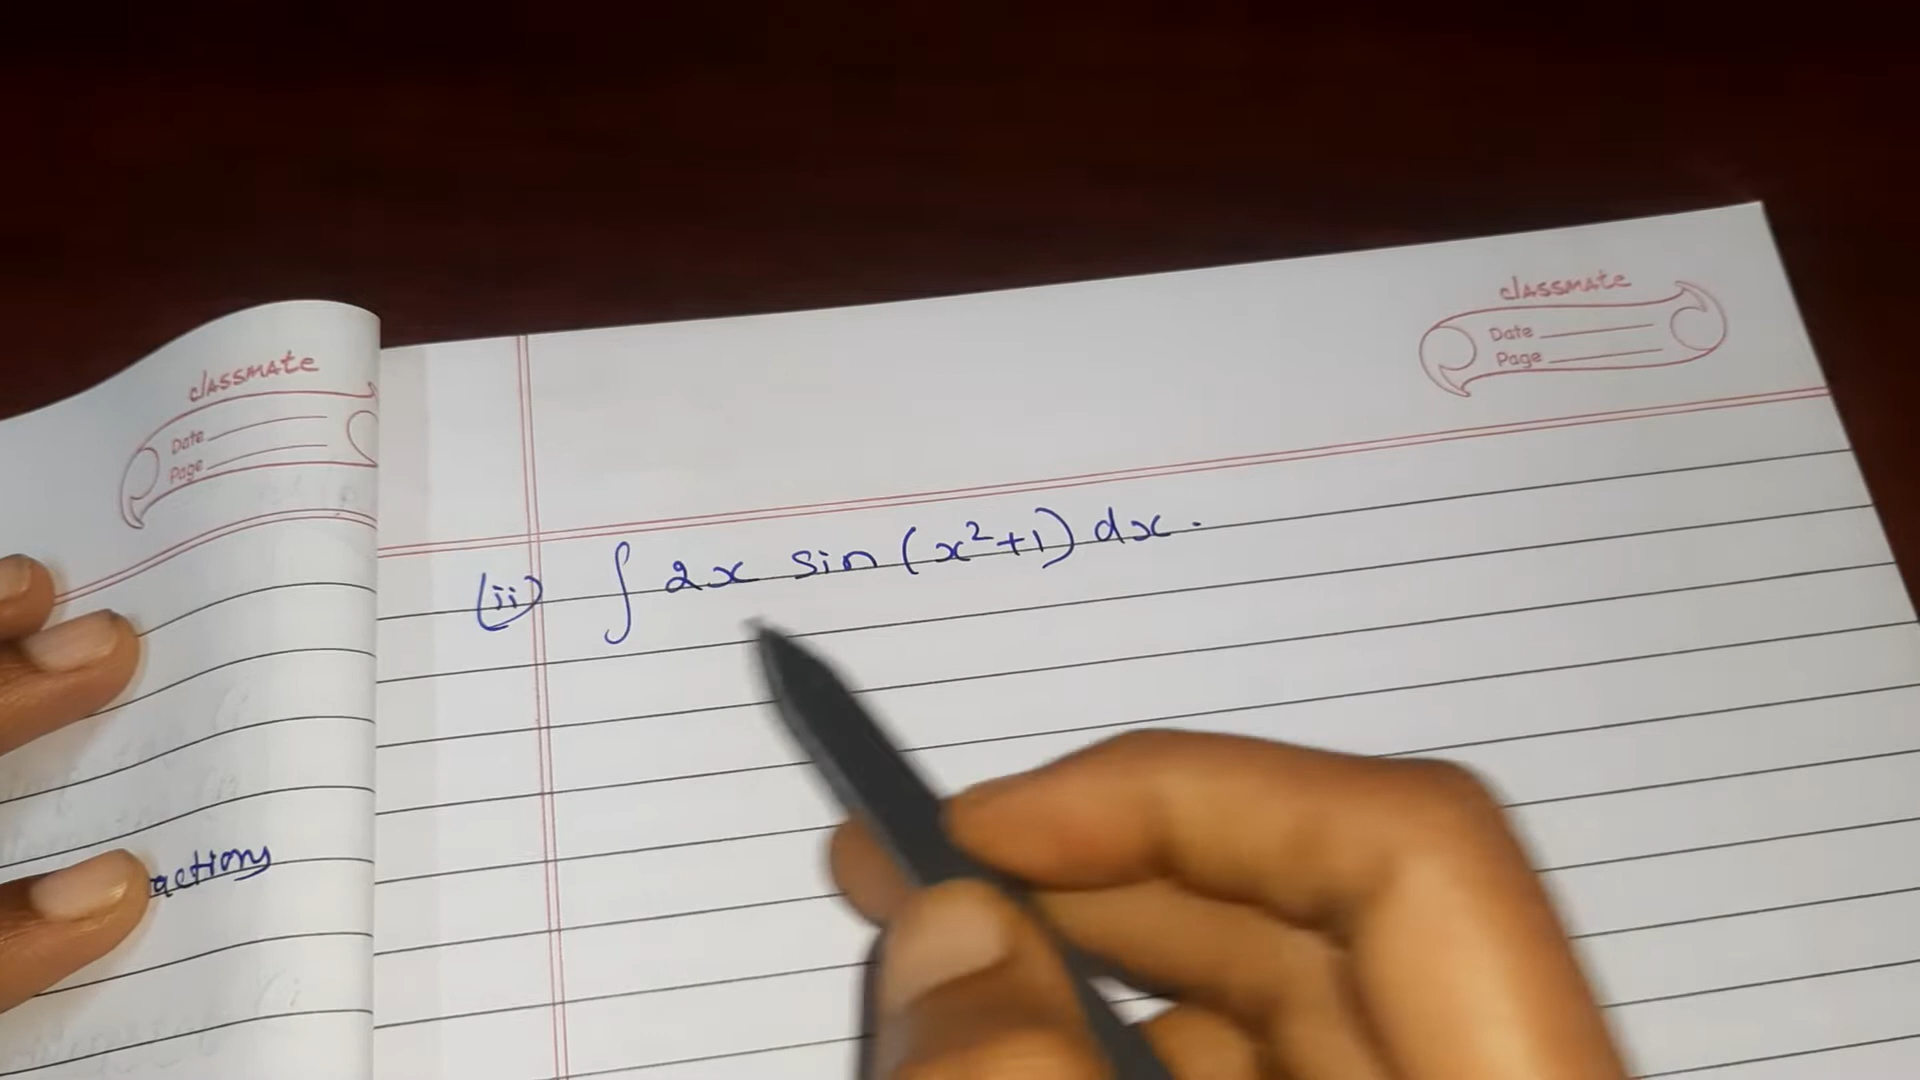 classmate
Date
Page
classmate
Date
Page
(ii) ∫ 2x sin (x²+1) dx.
actions